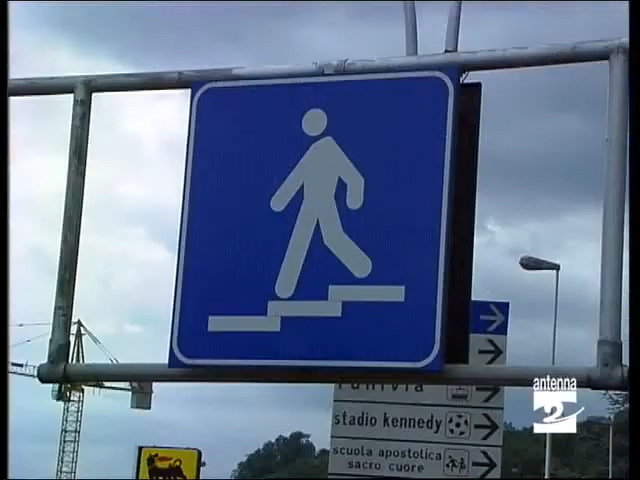 funivia
stadio kennedy
scuola apostolica
sacro cuore
antenna
2